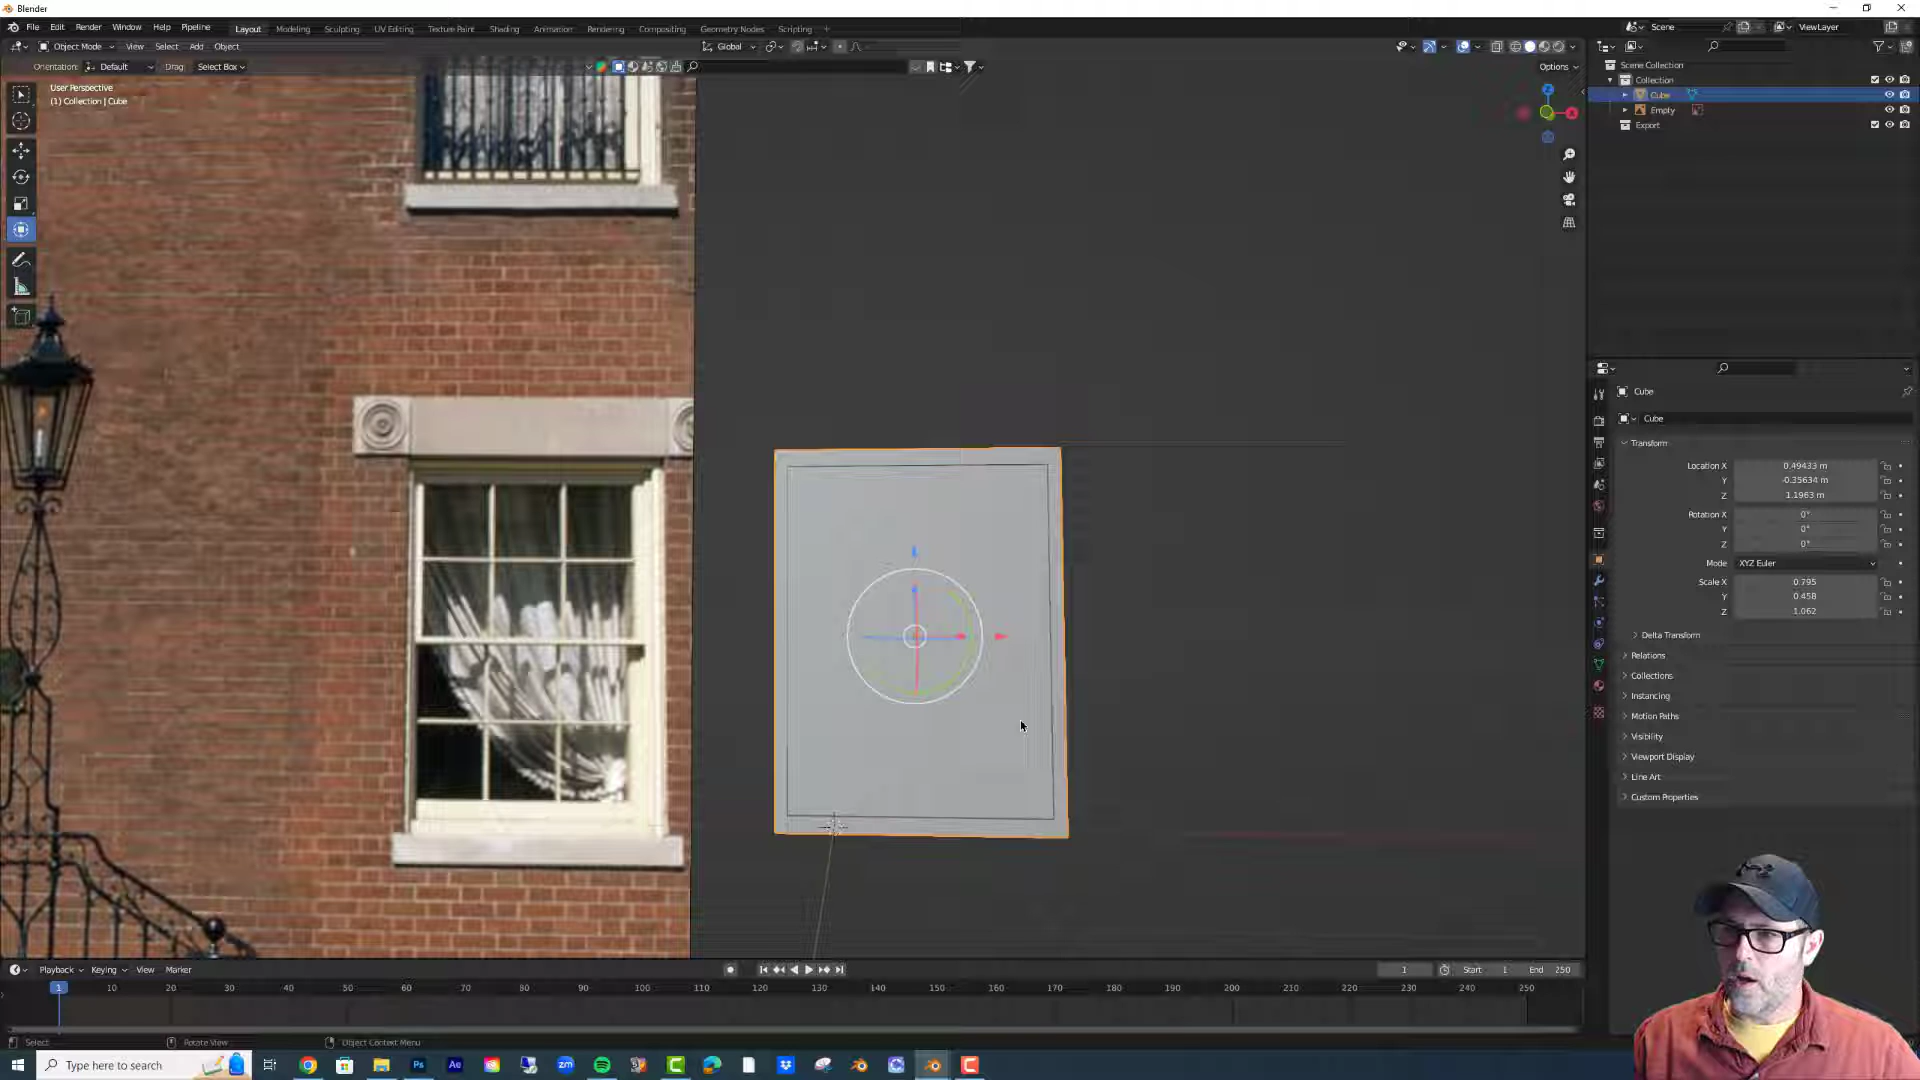 Blender
File Edit Render Window Help Pipeline
Layout Modeling Sculpting UV Editing Texture Paint Shading Animation Rendering Compositing Geometry Nodes Scripting
Scene
ViewLayer
Object Mode View Select Add Object
Global
Orientation: Default Drag: Select Box
Options
User Perspective
(1) Collection | Cube
Z
X
Scene Collection
Collection
Cube
Empty
Export
Cube
Cube
Transform
Location X 0.49433 m
Y -0.35634 m
Z 1.1963 m
Rotation X 0°
Y 0°
Z 0°
Mode XYZ Euler
Scale X 0.795
Y 0.458
Z 1.062
Delta Transform
Relations
Collections
Instancing
Motion Paths
Visibility
Viewport Display
Line Art
Custom Properties
Playback Keying View Marker
1 Start 1 End 250
1 10 20 30 40 50 60 70 80 90 100 110 120 130 140 150 160 170 180 190 200 210 220 230 240 250
Select Rotate View Object Context Menu
Type here to search
Ps Ae zm